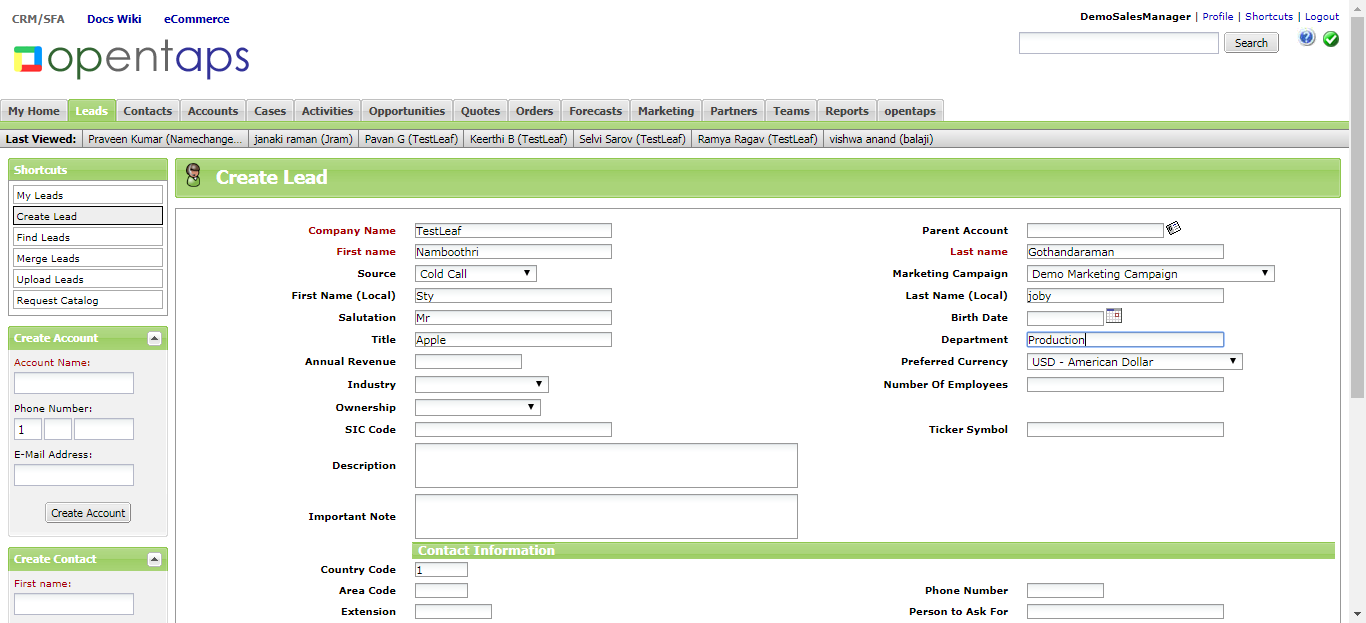 CRM/SFA Docs Wiki eCommerce
DemoSalesManager | Profile | Shortcuts | Logout
opentaps
Search
My Home Leads Contacts Accounts Cases Activities Opportunities Quotes Orders Forecasts Marketing Partners Teams Reports opentaps
Last Viewed: Praveen Kumar (Namechange... janaki raman (Jram) Pavan G (TestLeaf) Keerthi B (TestLeaf) Selvi Sarov (TestLeaf) Ramya Ragav (TestLeaf) vishwa anand (balaji)
Shortcuts
My Leads
Create Lead
Find Leads
Merge Leads
Upload Leads
Request Catalog
Create Account
Account Name:
Phone Number:
1
E-Mail Address:
Create Account
Create Contact
First name:
Create Lead
Company Name TestLeaf Parent Account
First name Namboothri Last name Gothandaraman
Source Cold Call Marketing Campaign Demo Marketing Campaign
First Name (Local) Sty Last Name (Local) joby
Salutation Mr Birth Date
Title Apple Department Production
Annual Revenue Preferred Currency USD - American Dollar
Industry Number Of Employees
Ownership
SIC Code Ticker Symbol
Description
Important Note
Contact Information
Country Code 1
Area Code Phone Number
Extension Person to Ask For